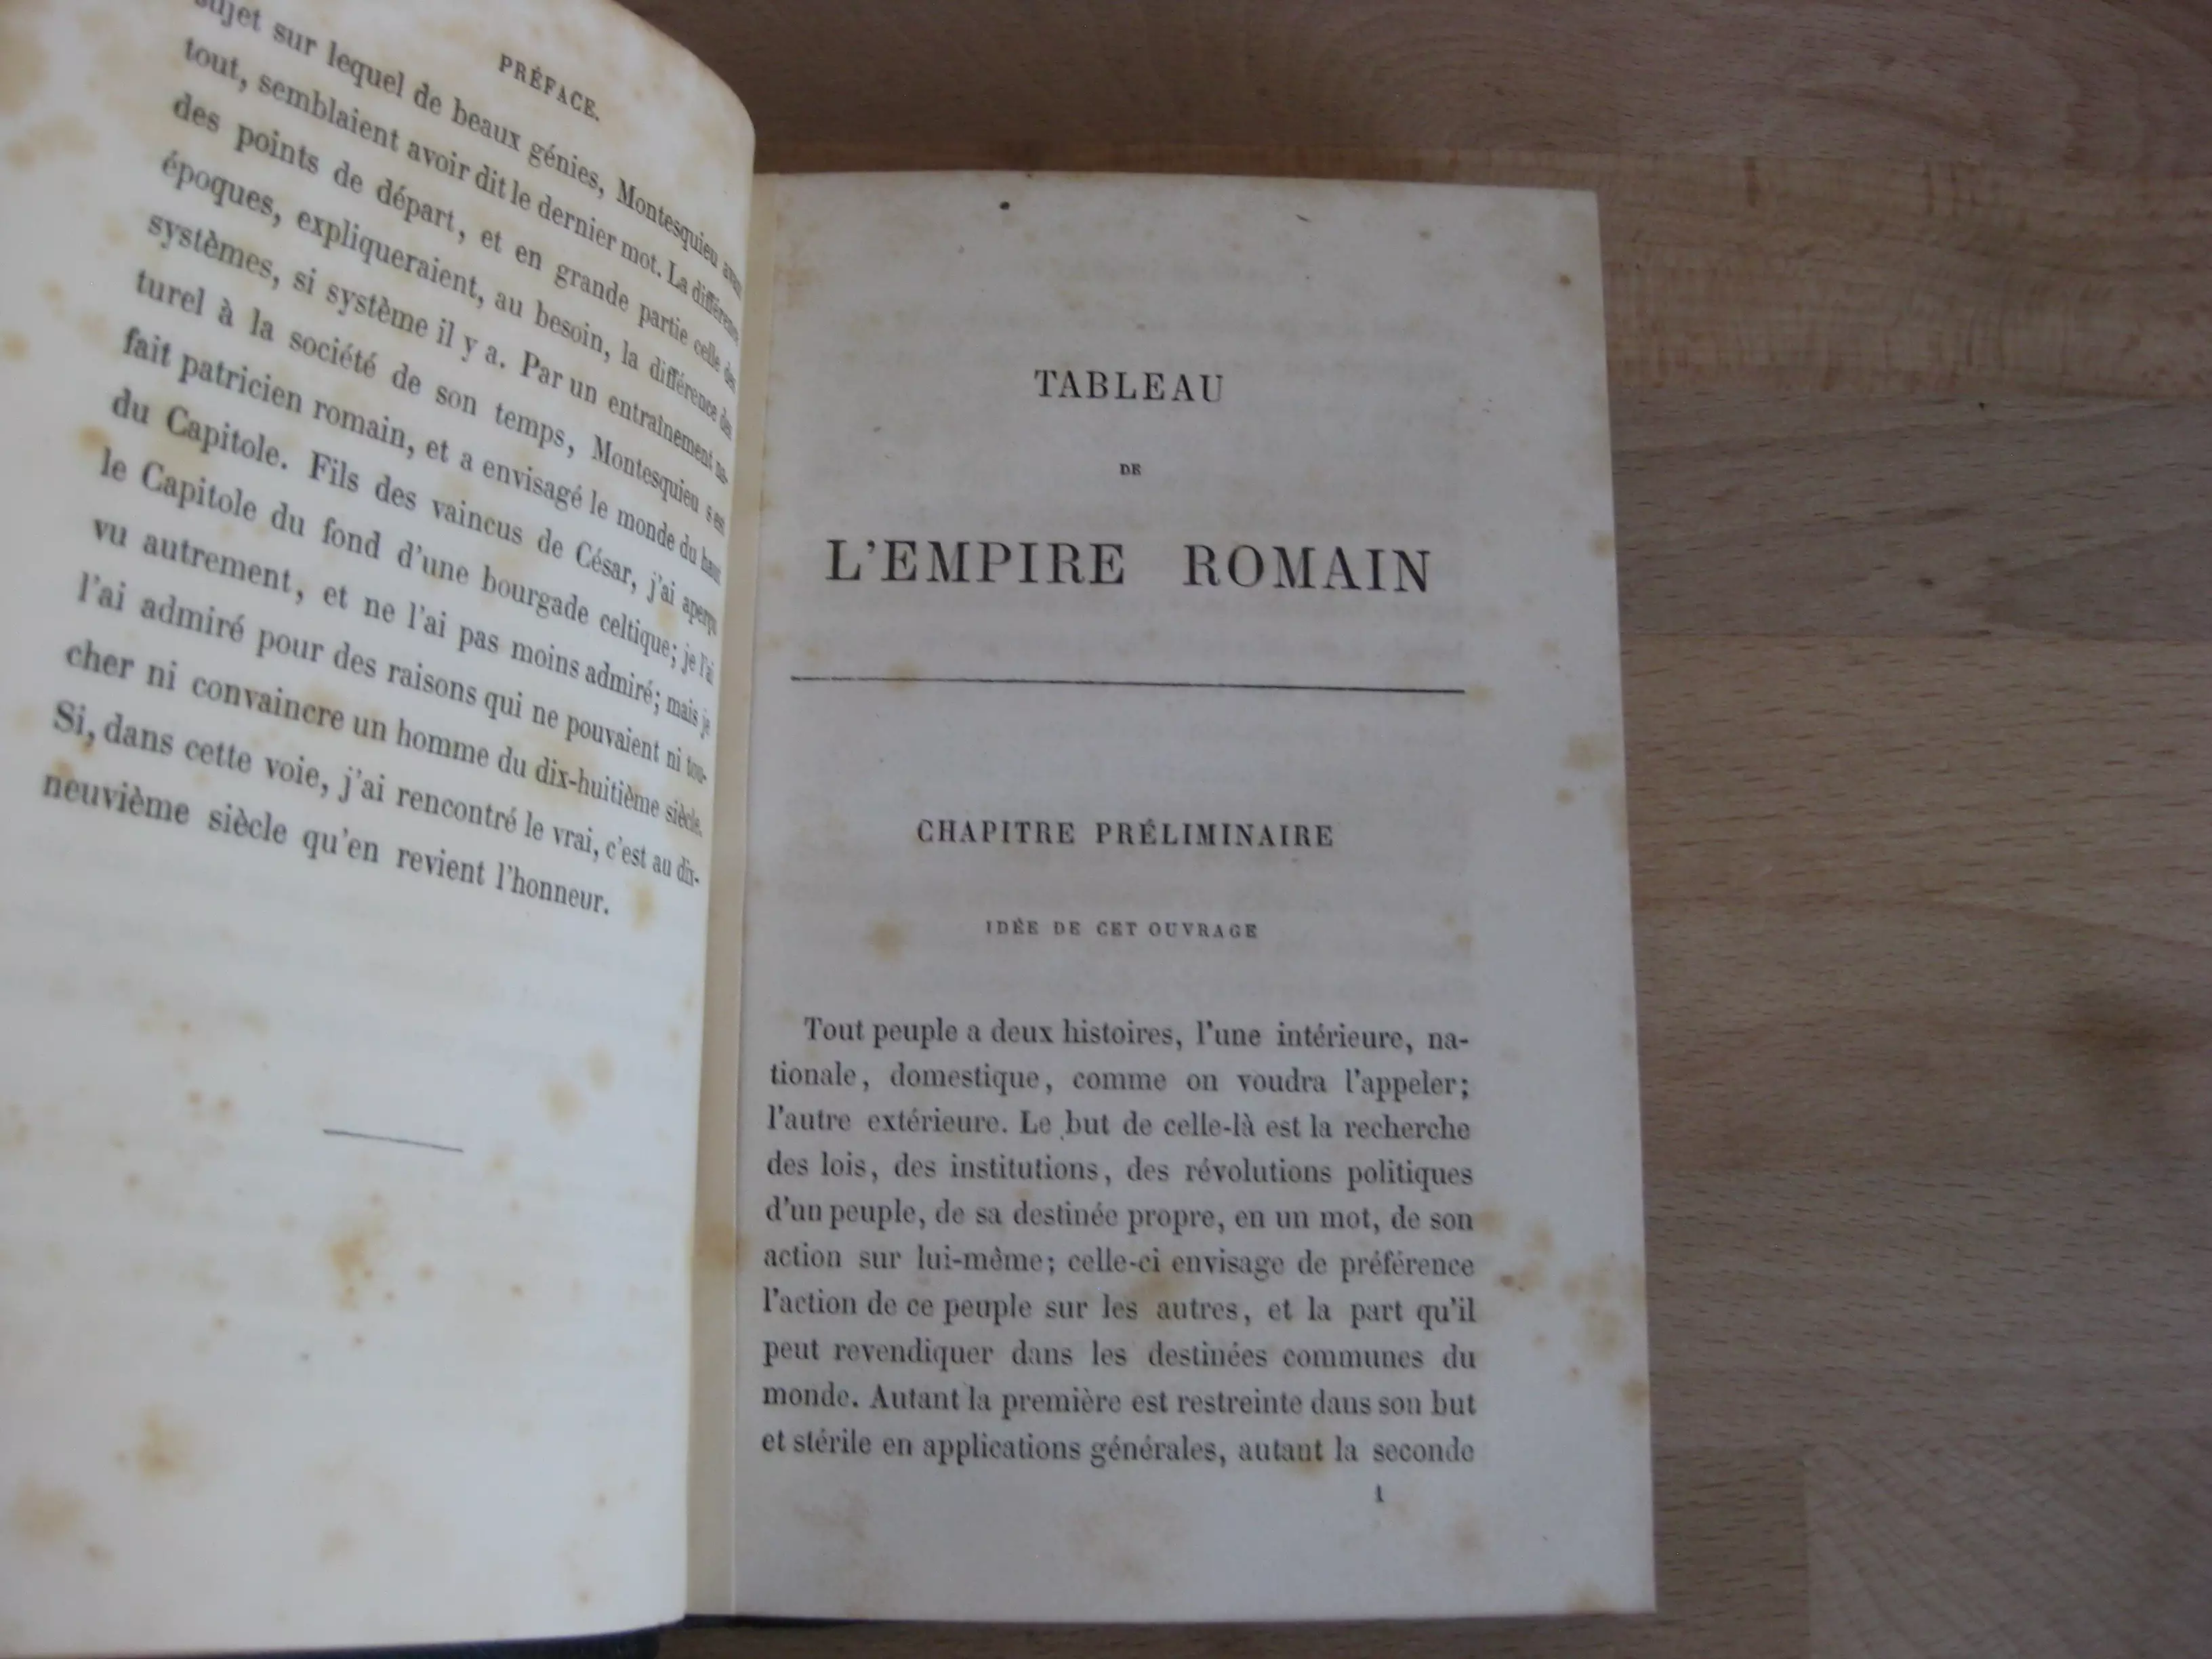 PRÉFACE.
sujet sur lequel de beaux génies, Montesquieu avant
tout, semblaient avoir dit le dernier mot. La différence
des points de départ, et en grande partie celle des
époques, expliqueraient, au besoin, la différence des
systèmes, si système il y a. Par un entraînement na-
turel à la société de son temps, Montesquieu s'est
fait patricien romain, et a envisagé le monde du haut
du Capitole. Fils des vaincus de César, j'ai aperçu
le Capitole du fond d'une bourgade celtique; je l'ai
vu autrement, et ne l'ai pas moins admiré; mais je
l'ai admiré pour des raisons qui ne pouvaient ni tou-
cher ni convaincre un homme du dix-huitième siècle.
Si, dans cette voie, j'ai rencontré le vrai, c'est au dix-
neuvième siècle qu'en revient l'honneur.
TABLEAU
DE
L'EMPIRE ROMAIN
CHAPITRE PRÉLIMINAIRE
IDÉE DE CET OUVRAGE
Tout peuple a deux histoires, l'une intérieure, na-
tionale, domestique, comme on voudra l'appeler;
l'autre extérieure. Le but de celle-là est la recherche
des lois, des institutions, des révolutions politiques
d'un peuple, de sa destinée propre, en un mot, de son
action sur lui-même; celle-ci envisage de préférence
l'action de ce peuple sur les autres, et la part qu'il
peut revendiquer dans les destinées communes du
monde. Autant la première est restreinte dans son but
et stérile en applications générales, autant la seconde
1